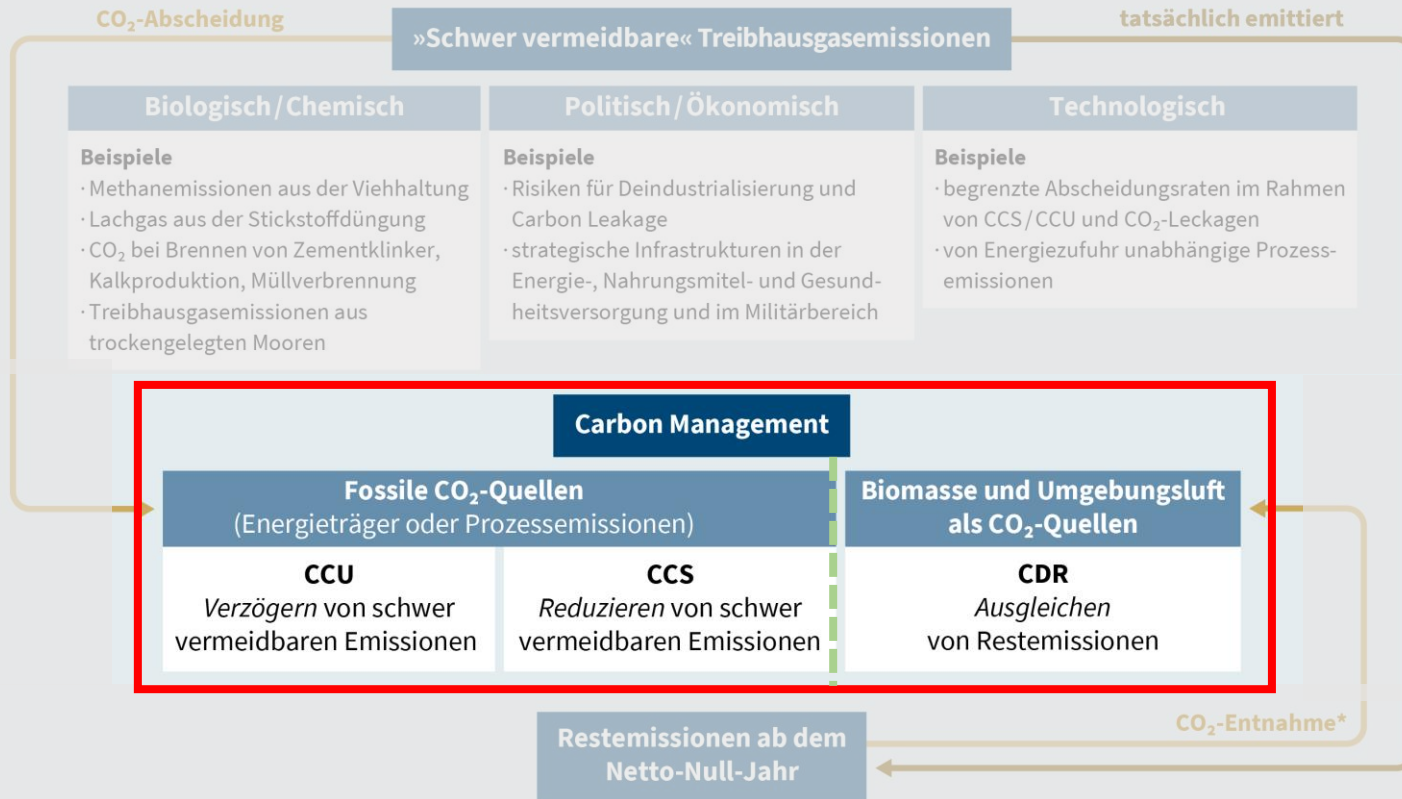 CO₂-Abscheidung
»Schwer vermeidbare« Treibhausgasemissionen
tatsächlich emittiert
Biologisch/Chemisch
Beispiele
· Methanemissionen aus der Viehhaltung
· Lachgas aus der Stickstoffdüngung
· CO₂ bei Brennen von Zementklinker,
Kalkproduktion, Müllverbrennung
· Treibhausgasemissionen aus
trockengelegten Mooren
Politisch/Ökonomisch
Beispiele
· Risiken für Deindustrialisierung und
Carbon Leakage
· strategische Infrastrukturen in der
Energie-, Nahrungsmitel- und Gesund-
heitsversorgung und im Militärbereich
Technologisch
Beispiele
· begrenzte Abscheidungsraten im Rahmen
von CCS/CCU und CO₂-Leckagen
· von Energiezufuhr unabhängige Prozess-
emissionen
Carbon Management
Fossile CO₂-Quellen
(Energieträger oder Prozessemissionen)
CCU
Verzögern von schwer
vermeidbaren Emissionen
CCS
Reduzieren von schwer
vermeidbaren Emissionen
Biomasse und Umgebungsluft
als CO₂-Quellen
CDR
Ausgleichen
von Restemissionen
Restemissionen ab dem
Netto-Null-Jahr
CO₂-Entnahme*